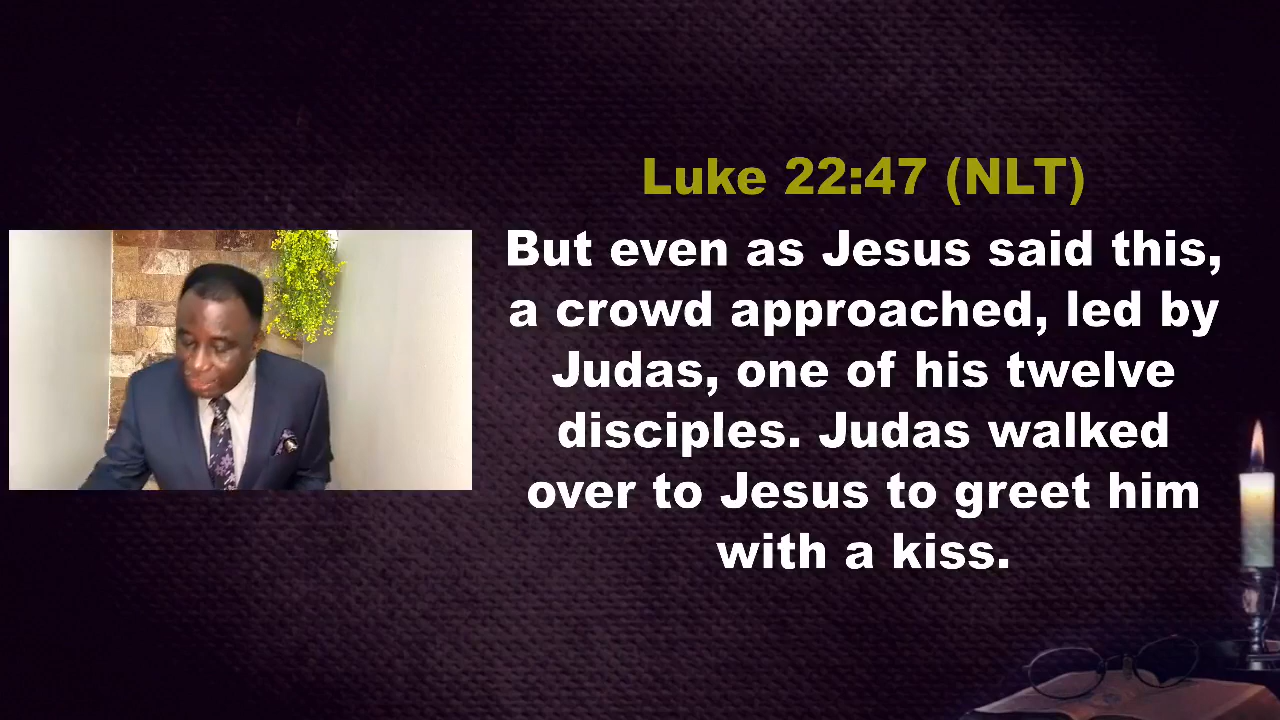 Luke 22:47 (NLT)
But even as Jesus said this,
a crowd approached, led by
Judas, one of his twelve
disciples. Judas walked
over to Jesus to greet him
with a kiss.